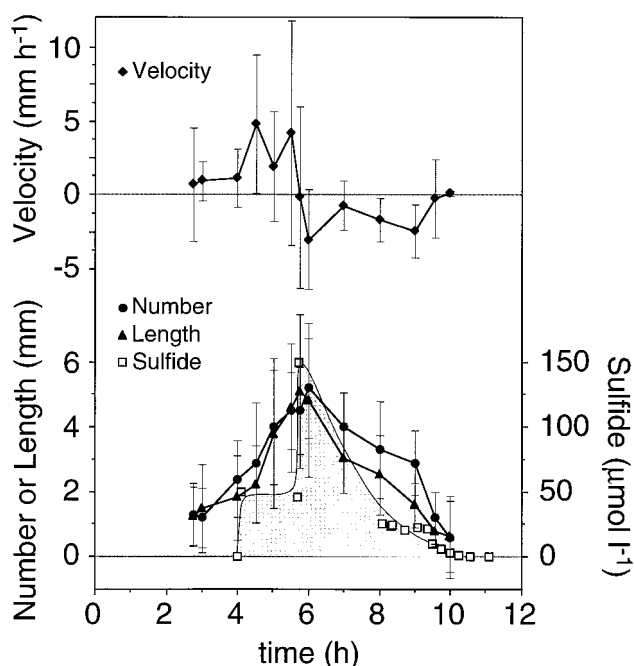 10
5
0
-5
Velocity (mm h⁻¹)
Velocity
Number
Length
Sulfide
6
4
2
0
Number or Length (mm)
150
100
50
0
Sulfide (µmol l⁻¹)
0 2 4 6 8 10 12
time (h)